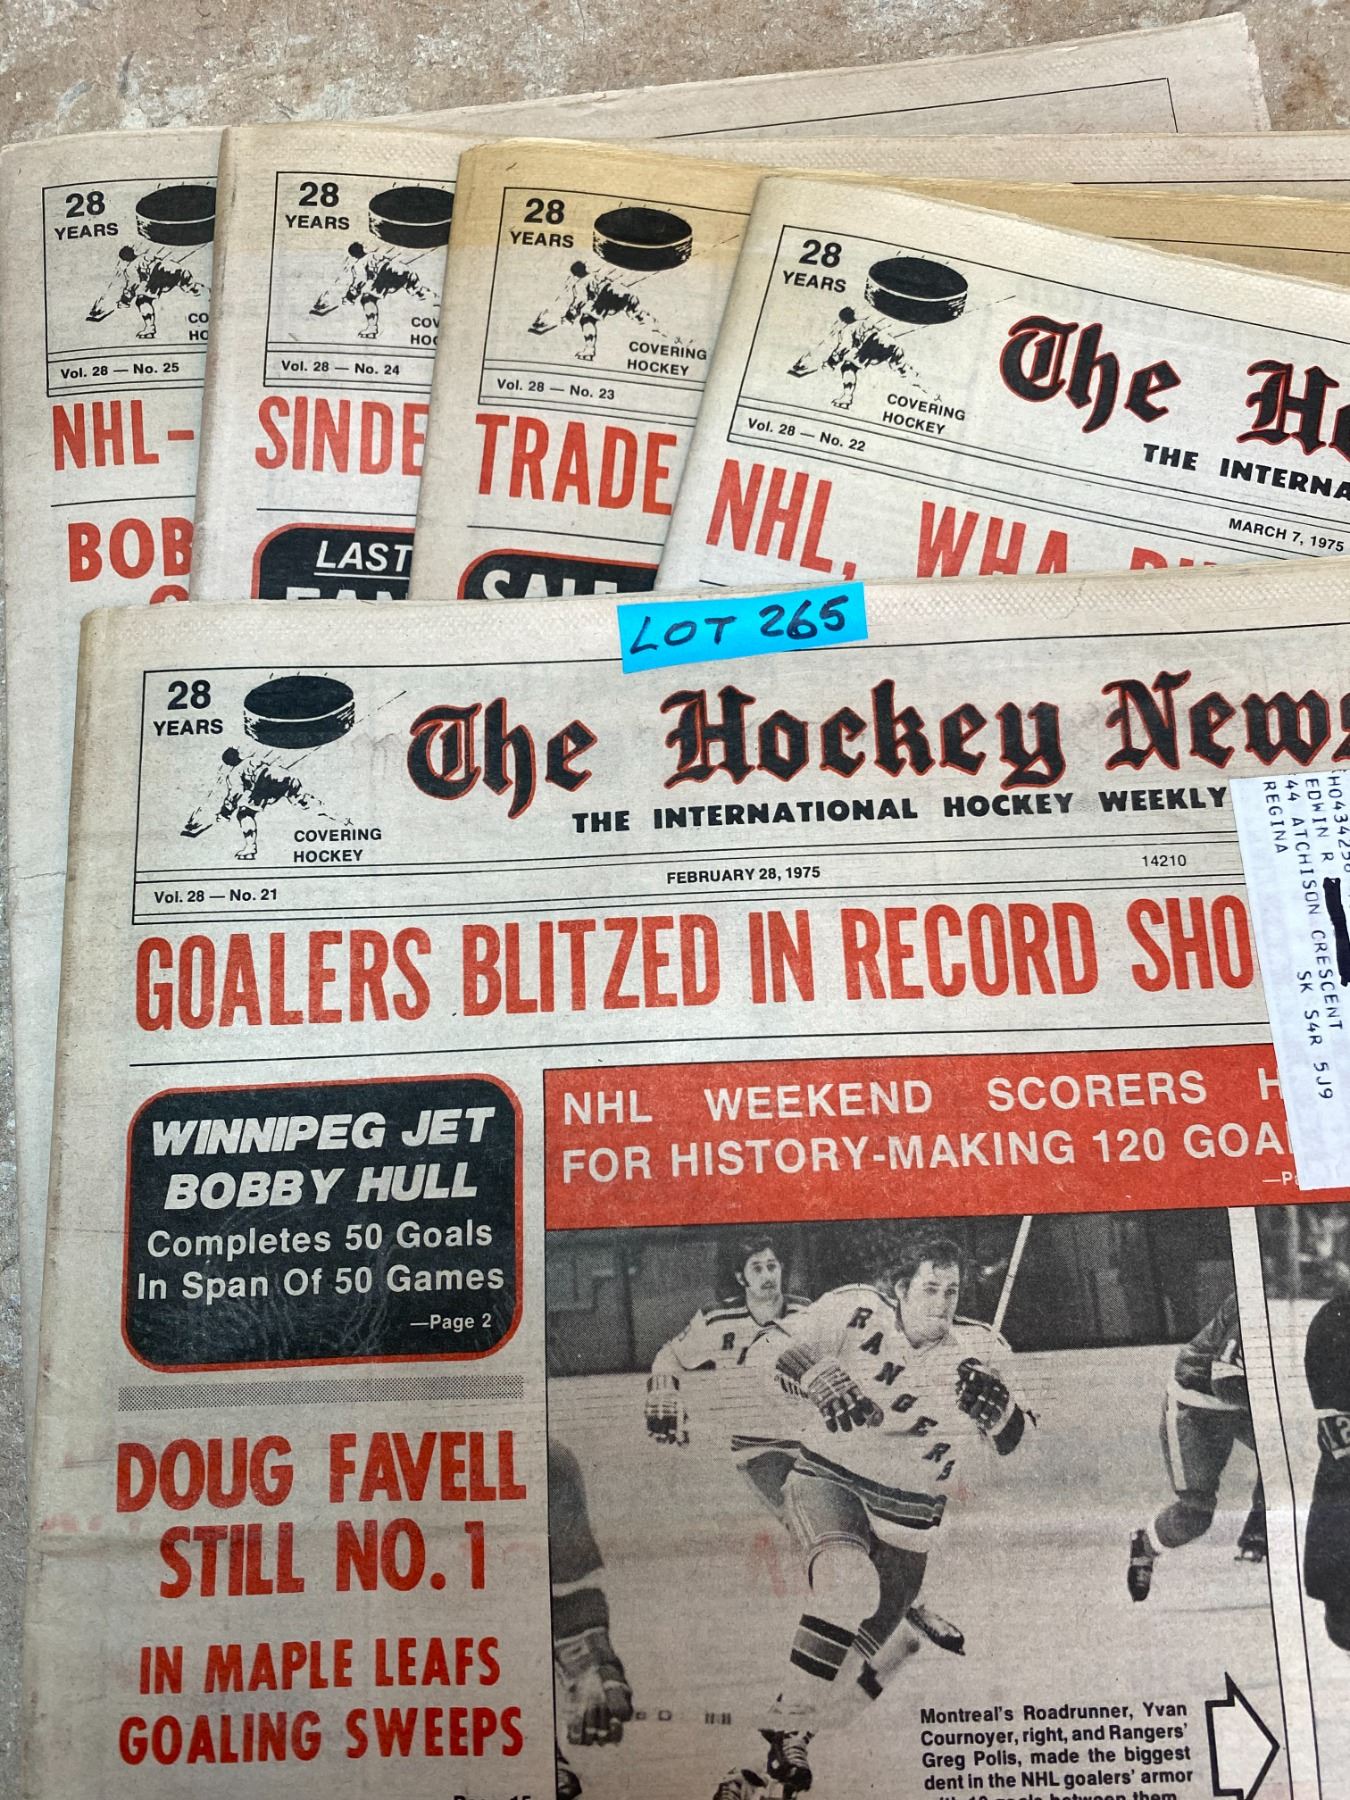 28
YEARS
Vol. 28 — No. 25
NHL-
BOB
28
YEARS
Vol. 28 — No. 24
SINDE
LAST
28
YEARS
COVERING
HOCKEY
Vol. 28 — No. 23
TRADE
28
YEARS
COVERING
HOCKEY
The Ho
THE INTERNA
Vol. 28 — No. 22
MARCH 7, 1975
NHL, WHA
LOT 265
28
YEARS
COVERING
HOCKEY
The Hockey News
THE INTERNATIONAL HOCKEY WEEKLY
Vol. 28 — No. 21
FEBRUARY 28, 1975
14210
EDWIN R
44 ATCHISON CRESCENT
REGINA SK S4R 5J9
GOALERS BLITZED IN RECORD SHO
WINNIPEG JET
BOBBY HULL
Completes 50 Goals
In Span Of 50 Games
—Page 2
NHL WEEKEND SCORERS H
FOR HISTORY-MAKING 120 GOA
RANGERS
DOUG FAVELL
STILL NO. 1
IN MAPLE LEAFS
GOALING SWEEPS
Montreal's Roadrunner, Yvan
Cournoyer, right, and Rangers'
Greg Polis, made the biggest
dent in the NHL goalers' armor